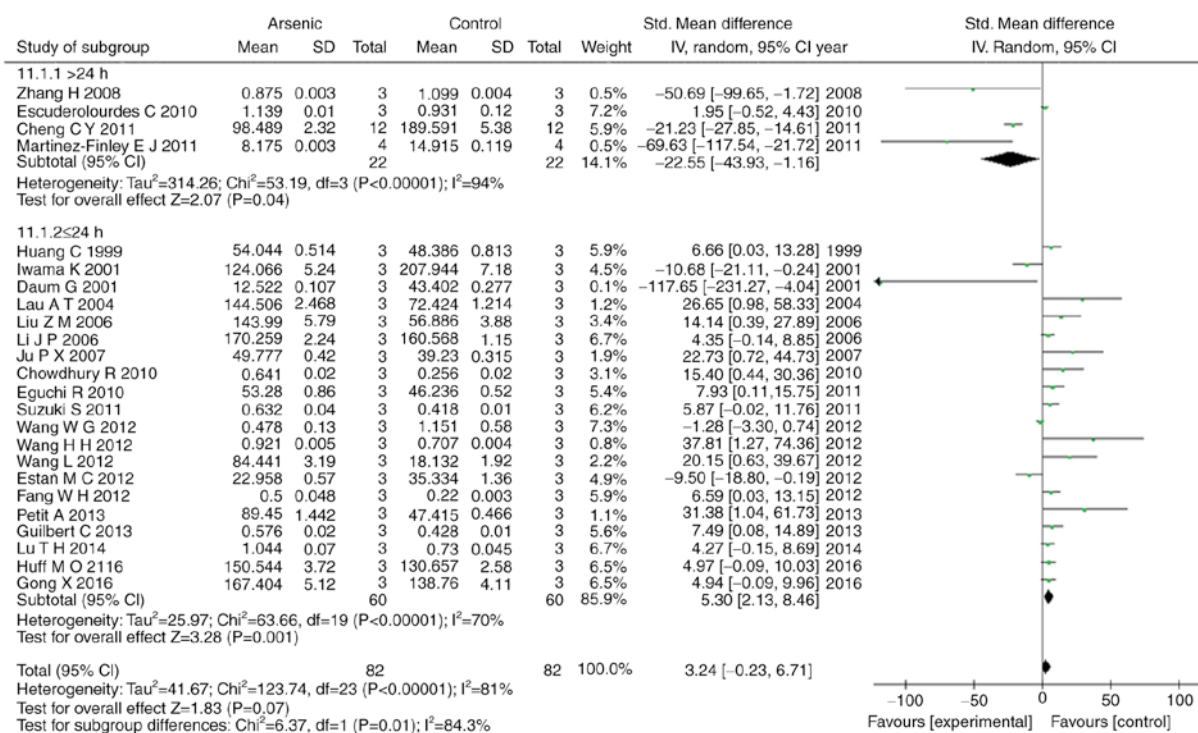 Arsenic Control Std. Mean difference Std. Mean difference
Study of subgroup Mean SD Total Mean SD Total Weight IV, random, 95% CI year IV. Random, 95% CI
11.1.1 >24 h
Zhang H 2008 0.875 0.003 3 1.099 0.004 3 0.5% −50.69 [−99.65, −1.72] 2008
Escuderolourdes C 2010 1.139 0.01 3 0.931 0.12 3 7.2% 1.95 [−0.52, 4.43] 2010
Cheng C Y 2011 98.489 2.32 12 189.591 5.38 12 5.9% −21.23 [−27.85, −14.61] 2011
Martinez-Finley E J 2011 8.175 0.003 4 14.915 0.119 4 0.5% −69.63 [−117.54, −21.72] 2011
Subtotal (95% CI) 22 22 14.1% −22.55 [−43.93, −1.16]
Heterogeneity: Tau²=314.26; Chi²=53.19, df=3 (P<0.00001); I²=94%
Test for overall effect Z=2.07 (P=0.04)
11.1.2≤24 h
Huang C 1999 54.044 0.514 3 48.386 0.813 3 5.9% 6.66 [0.03, 13.28] 1999
Iwama K 2001 124.066 5.24 3 207.944 7.18 3 4.5% −10.68 [−21.11, −0.24] 2001
Daum G 2001 12.522 0.107 3 43.402 0.277 3 0.1% −117.65 [−231.27, −4.04] 2001
Lau A T 2004 144.506 2.468 3 72.424 1.214 3 1.2% 26.65 [0.98, 58.33] 2004
Liu Z M 2006 143.99 5.79 3 56.886 3.88 3 3.4% 14.14 [0.39, 27.89] 2006
Li J P 2006 170.259 2.24 3 160.568 1.15 3 6.7% 4.35 [−0.14, 8.85] 2006
Ju P X 2007 49.777 0.42 3 39.23 0.315 3 1.9% 22.73 [0.72, 44.73] 2007
Chowdhury R 2010 0.641 0.02 3 0.256 0.02 3 3.1% 15.40 [0.44, 30.36] 2010
Eguchi R 2010 53.28 0.86 3 46.236 0.52 3 5.4% 7.93 [0.11, 15.75] 2011
Suzuki S 2011 0.632 0.04 3 0.418 0.01 3 6.2% 5.87 [−0.02, 11.76] 2011
Wang W G 2012 0.478 0.13 3 1.151 0.58 3 7.3% −1.28 [−3.30, 0.74] 2012
Wang H H 2012 0.921 0.005 3 0.707 0.004 3 0.8% 37.81 [1.27, 74.36] 2012
Wang L 2012 84.441 3.19 3 18.132 1.92 3 2.2% 20.15 [0.63, 39.67] 2012
Estan M C 2012 22.958 0.57 3 35.334 1.36 3 4.9% −9.50 [−18.80, −0.19] 2012
Fang W H 2012 0.5 0.048 3 0.22 0.003 3 5.9% 6.59 [0.03, 13.15] 2012
Petit A 2013 89.45 1.442 3 47.415 0.466 3 1.1% 31.38 [1.04, 61.73] 2013
Guilbert C 2013 0.576 0.02 3 0.428 0.01 3 5.6% 7.49 [0.08, 14.89] 2013
Lu T H 2014 1.044 0.07 3 0.73 0.045 3 4.7% 4.27 [−0.15, 8.69] 2014
Huff M O 2116 150.544 3.72 3 130.657 2.58 3 6.5% 4.97 [−0.09, 10.03] 2016
Gong X 2016 167.404 5.12 3 138.76 4.11 3 6.5% 4.94 [−0.09, 9.96] 2016
Subtotal (95% CI) 60 60 85.9% 5.30 [2.13, 8.46]
Heterogeneity: Tau²=25.97; Chi²=63.66, df=19 (P<0.00001); I²=70%
Test for overall effect Z=3.28 (P=0.001)
Total (95% CI) 82 82 100.0% 3.24 [−0.23, 6.71]
Heterogeneity: Tau²=41.67; Chi²=123.74, df=23 (P<0.00001); I²=81%
Test for overall effect Z=1.83 (P=0.07)
Test for subgroup differences: Chi²=6.37, df=1 (P=0.01); I²=84.3%
−100 −50 0 50 100
Favours [experimental] Favours [control]